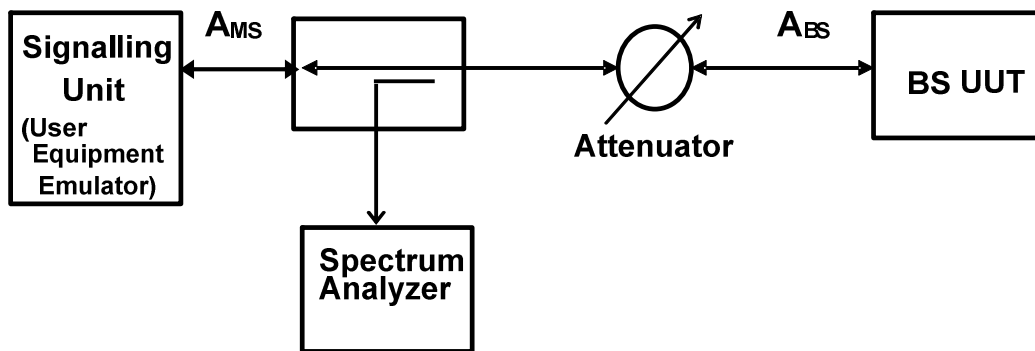 Signalling
Unit
(User
Equipment
Emulator)
AMS
ABS
BS UUT
Attenuator
Spectrum
Analyzer